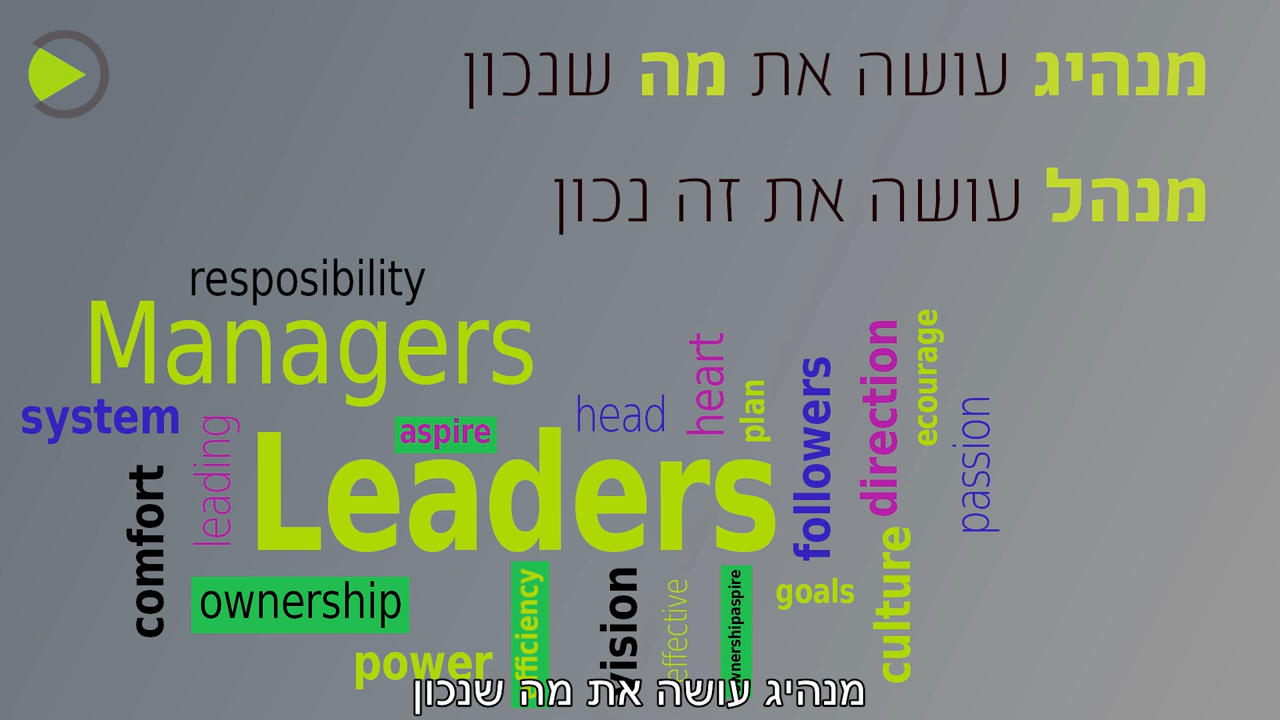 מנהיג עושה את מה שנכון
מנהל עושה את זה נכון
resposibility
Managers
system
leading
aspire
head
heart
plan
followers
direction
ecourage
passion
Leaders
comfort
ownership
efficiency
vision
effective
ownershipaspire
goals
culture
power
מנהיג עושה את מה שנכון